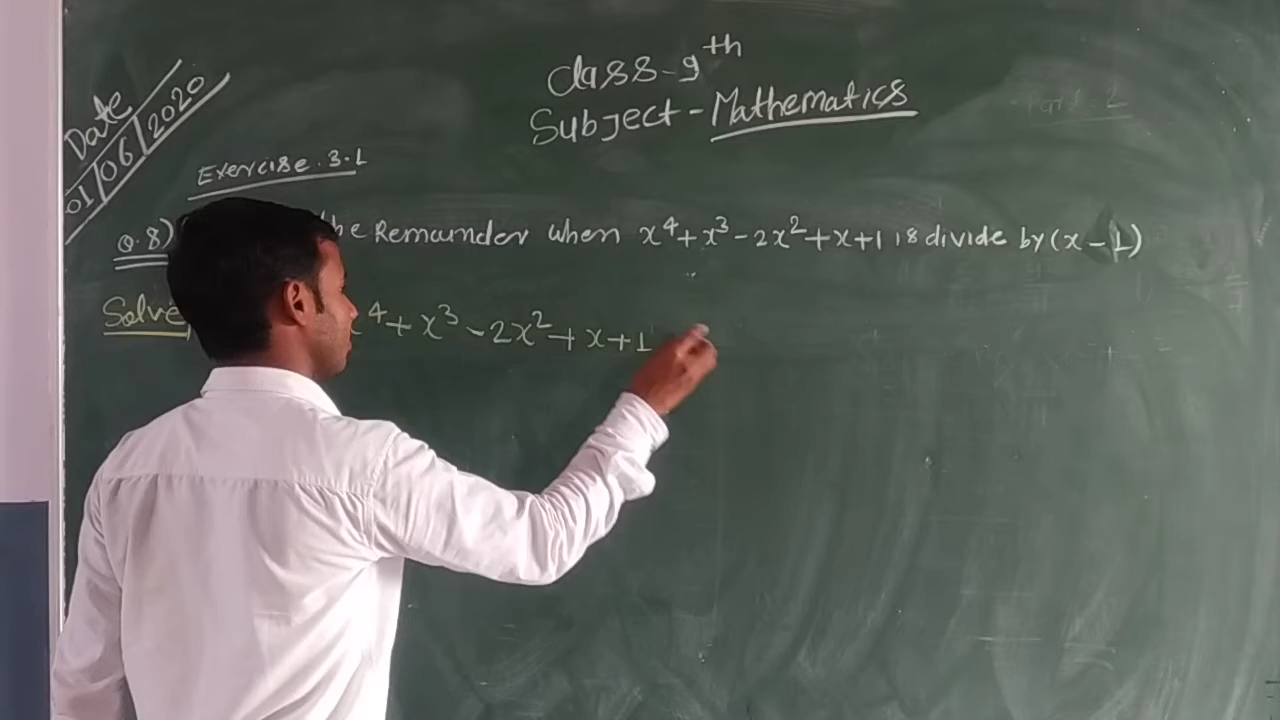 Class-9th
Subject - Mathematics
Date
01/06/2020
Exercise. 3.1
Q.8) the Remainder when x⁴+x³-2x²+x+1 is divide by (x-1)
Solve x⁴+x³-2x²+x+1